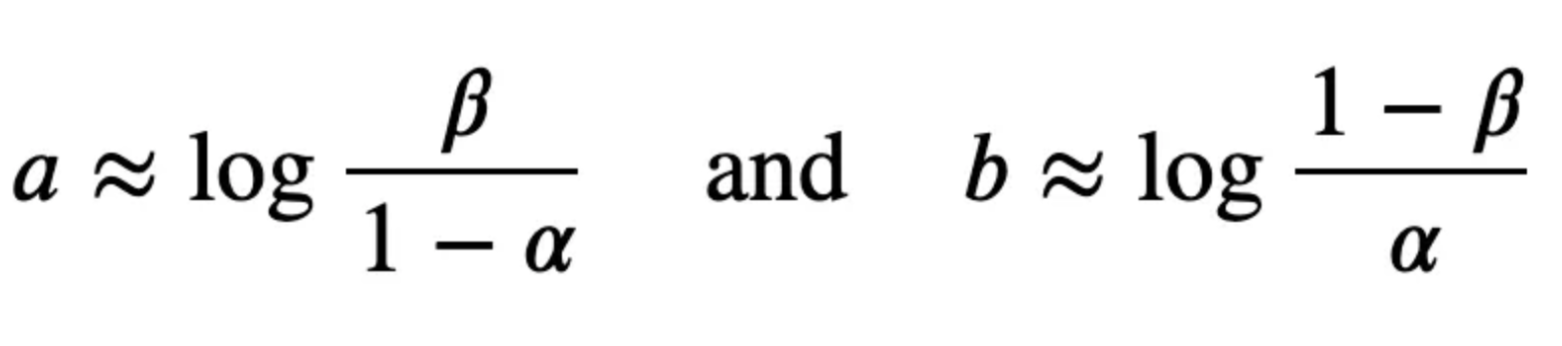 a ≈ log β/(1 − α) and b ≈ log (1 − β)/α